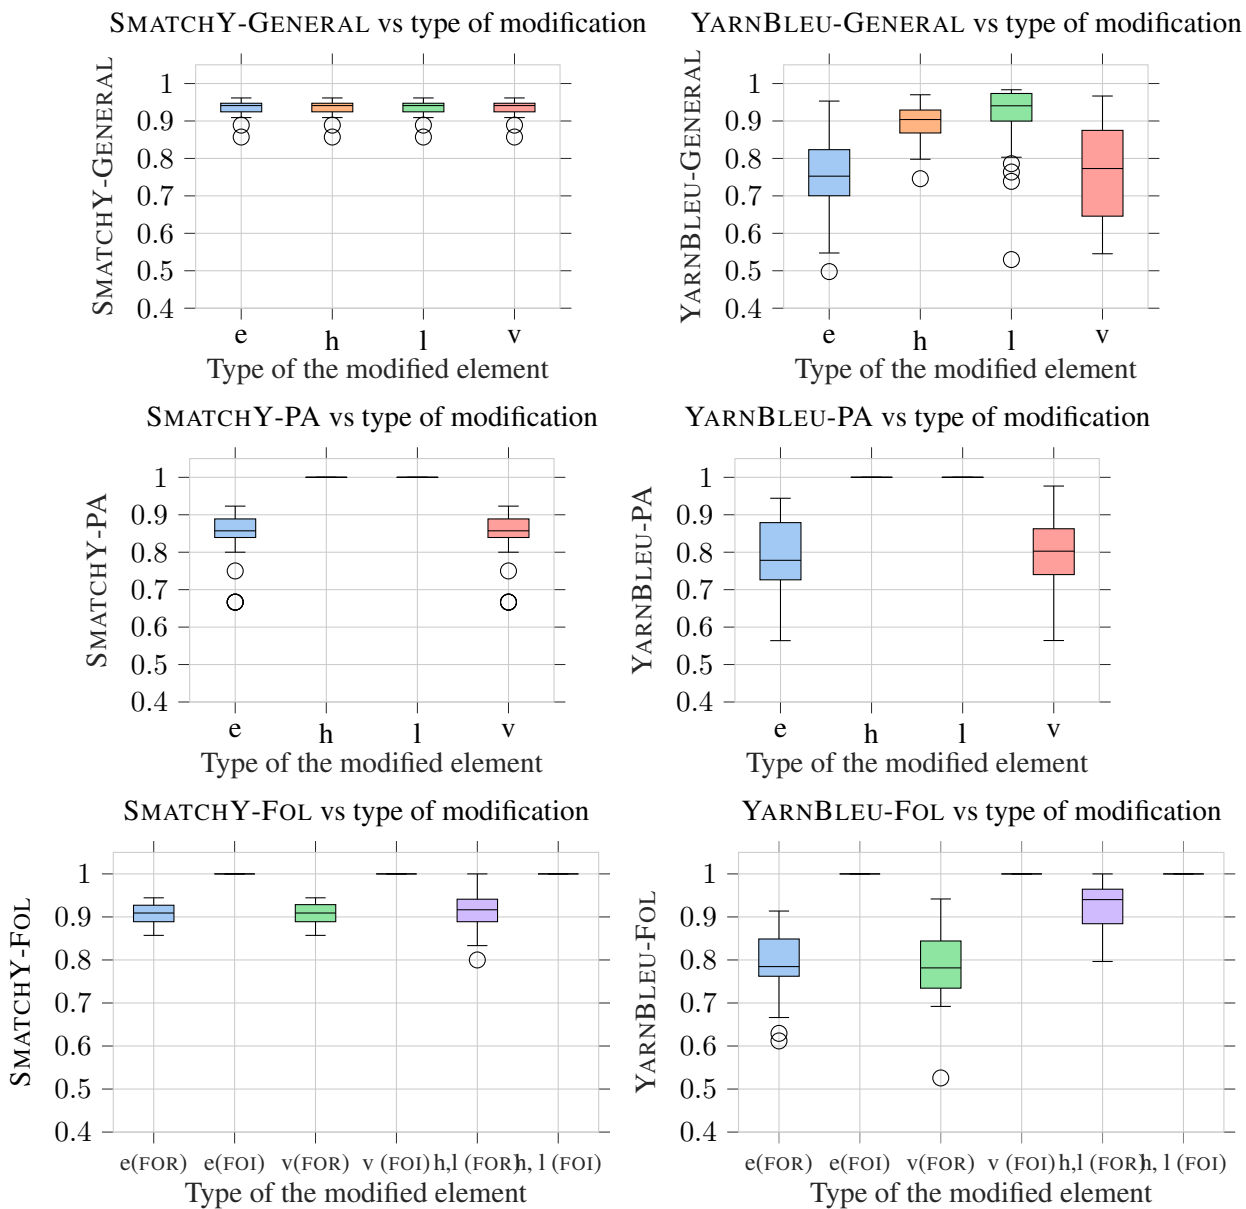 SMATCHY-GENERAL vs type of modification
SMATCHY-GENERAL
1
0.9
0.8
0.7
0.6
0.5
0.4
e h l v
Type of the modified element
YARNBLEU-GENERAL vs type of modification
YARNBLEU-GENERAL
1
0.9
0.8
0.7
0.6
0.5
0.4
e h l v
Type of the modified element
SMATCHY-PA vs type of modification
SMATCHY-PA
1
0.9
0.8
0.7
0.6
0.5
0.4
e h l v
Type of the modified element
YARNBLEU-PA vs type of modification
YARNBLEU-PA
1
0.9
0.8
0.7
0.6
0.5
0.4
e h l v
Type of the modified element
SMATCHY-FOL vs type of modification
SMATCHY-FOL
1
0.9
0.8
0.7
0.6
0.5
0.4
e(FOR) e(FOI) v(FOR) v (FOI) h,l (FOR) h, l (FOI)
Type of the modified element
YARNBLEU-FOL vs type of modification
YARNBLEU-FOL
1
0.9
0.8
0.7
0.6
0.5
0.4
e(FOR) e(FOI) v(FOR) v (FOI) h,l (FOR) h, l (FOI)
Type of the modified element